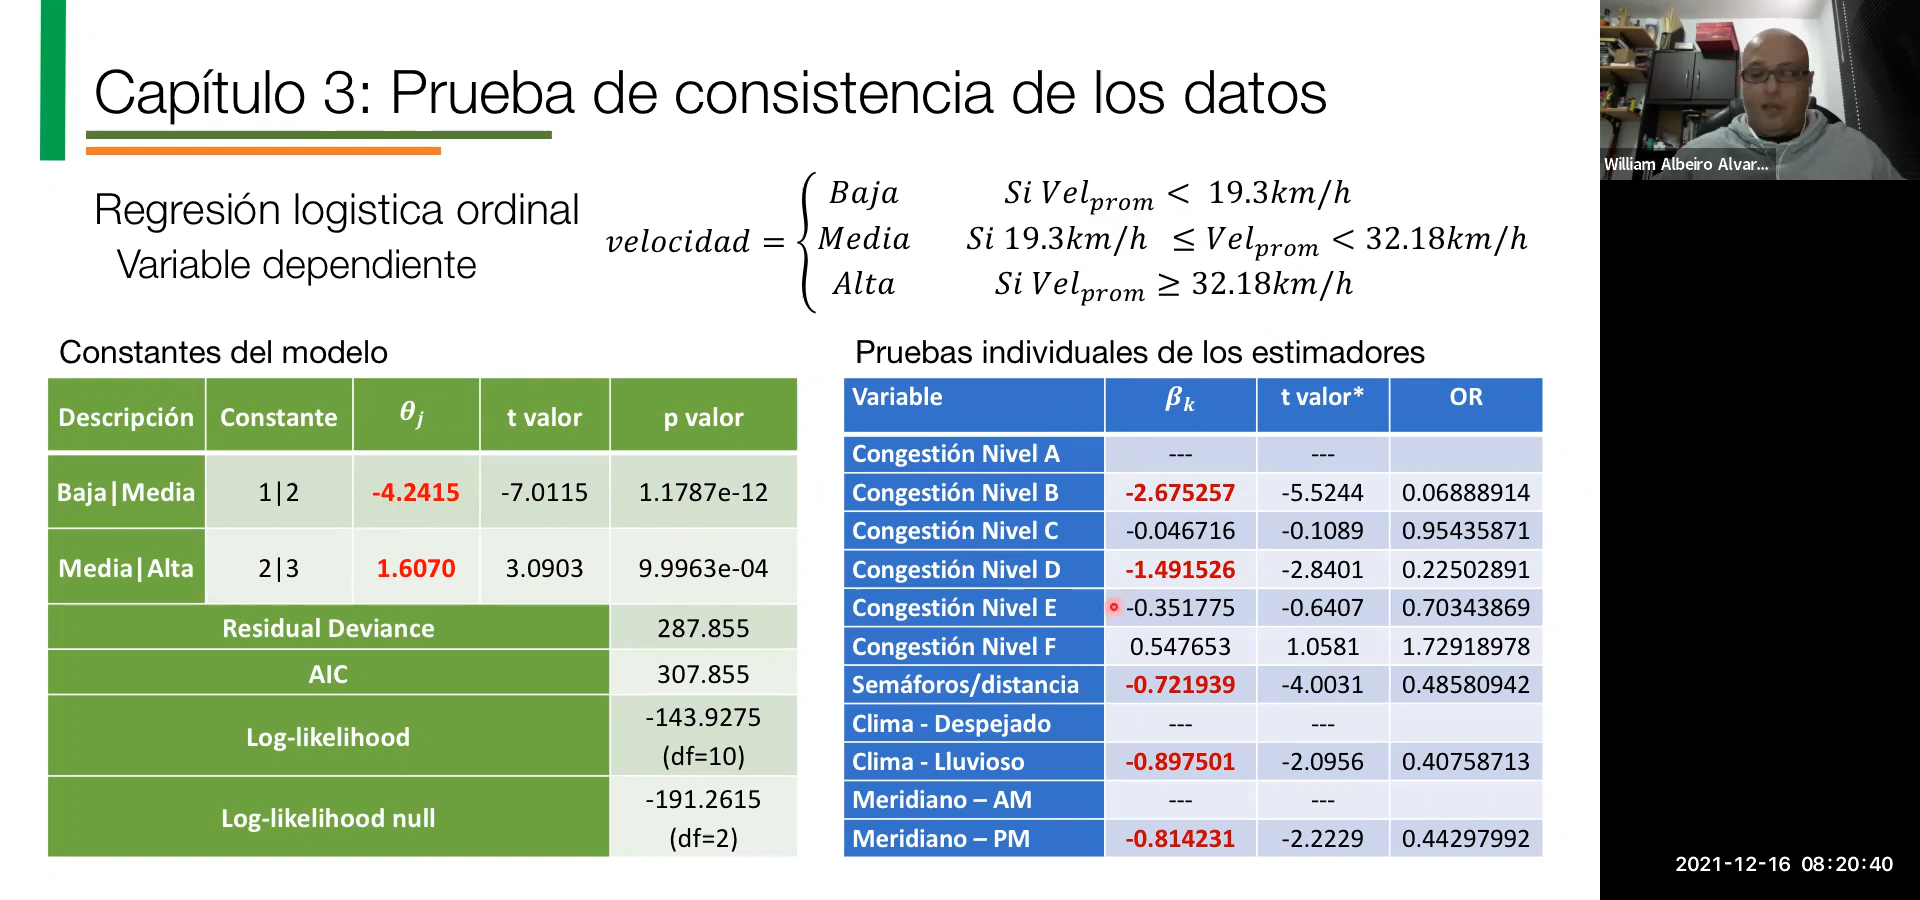 Capítulo 3: Prueba de consistencia de los datos
Regresión logistica ordinal
Variable dependiente
velocidad = { Baja Si Vel_prom < 19.3km/h
Media Si 19.3km/h ≤ Vel_prom < 32.18km/h
Alta Si Vel_prom ≥ 32.18km/h
Constantes del modelo
Descripción Constante θ_j t valor p valor
Baja|Media 1|2 -4.2415 -7.0115 1.1787e-12
Media|Alta 2|3 1.6070 3.0903 9.9963e-04
Residual Deviance 287.855
AIC 307.855
Log-likelihood -143.9275
(df=10)
Log-likelihood null -191.2615
(df=2)
Pruebas individuales de los estimadores
Variable β_k t valor* OR
Congestión Nivel A --- ---
Congestión Nivel B -2.675257 -5.5244 0.06888914
Congestión Nivel C -0.046716 -0.1089 0.95435871
Congestión Nivel D -1.491526 -2.8401 0.22502891
Congestión Nivel E -0.351775 -0.6407 0.70343869
Congestión Nivel F 0.547653 1.0581 1.72918978
Semáforos/distancia -0.721939 -4.0031 0.48580942
Clima - Despejado --- ---
Clima - Lluvioso -0.897501 -2.0956 0.40758713
Meridiano – AM --- ---
Meridiano – PM -0.814231 -2.2229 0.44297992
William Albeiro Alvar...
2021-12-16 08:20:40